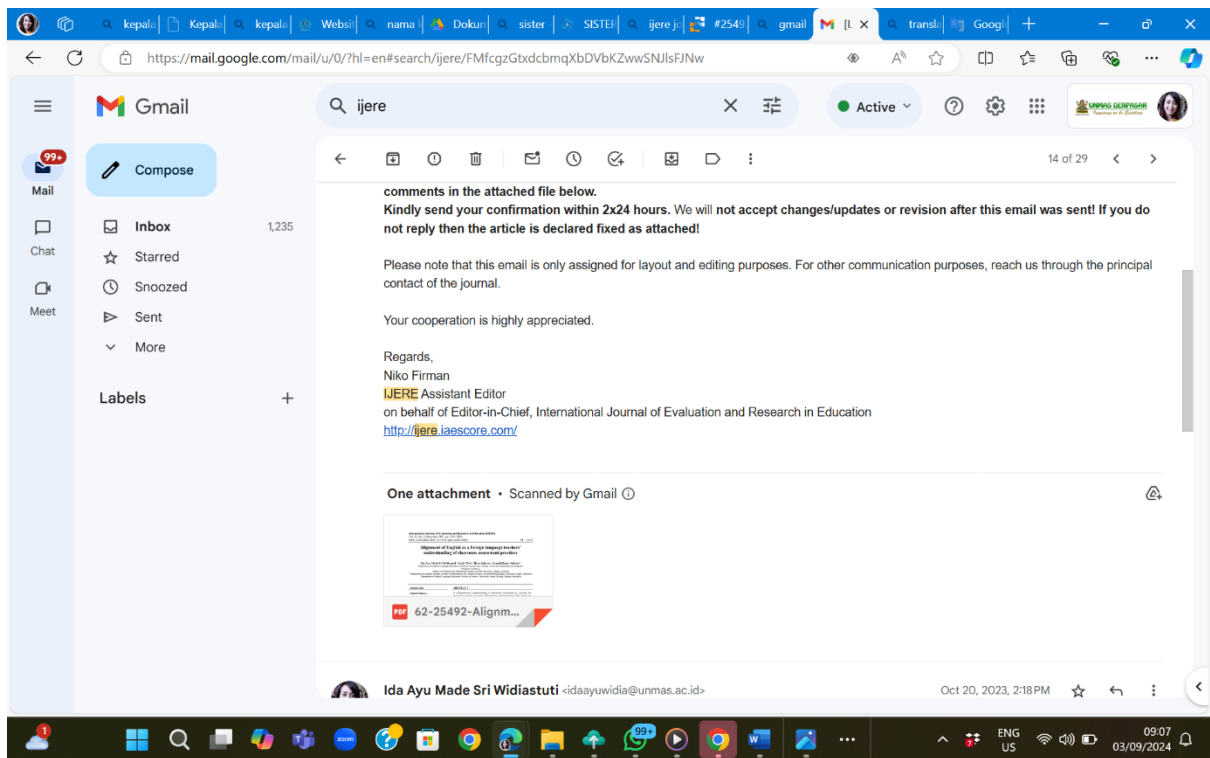 kepala
Kepala
kepala
Websit
nama
Dokum
sister
SISTER
ijere jo
#2549
gmail
[L
transla
Googl
https://mail.google.com/mail/u/0/?hl=en#search/ijere/FMfcgzGtxdcbmqXbDVbKZwwSNJlsFJNw
Gmail
ijere
Active
UNMAS DENPASAR
99+
Mail
Chat
Meet
Compose
Inbox 1,235
Starred
Snoozed
Sent
More
Labels
14 of 29
comments in the attached file below.
Kindly send your confirmation within 2x24 hours. We will not accept changes/updates or revision after this email was sent! If you do
not reply then the article is declared fixed as attached!
Please note that this email is only assigned for layout and editing purposes. For other communication purposes, reach us through the principal
contact of the journal.
Your cooperation is highly appreciated.
Regards,
Niko Firman
IJERE Assistant Editor
on behalf of Editor-in-Chief, International Journal of Evaluation and Research in Education
http://ijere.iaescore.com/
One attachment • Scanned by Gmail
Alignment of English as a foreign language teachers'
understanding of classroom assessment practices
PDF
62-25492-Alignm...
Ida Ayu Made Sri Widiastuti <idaayuwidia@unmas.ac.id>
Oct 20, 2023, 2:18 PM
1
zoom
99+
ENG
US
09:07
03/09/2024